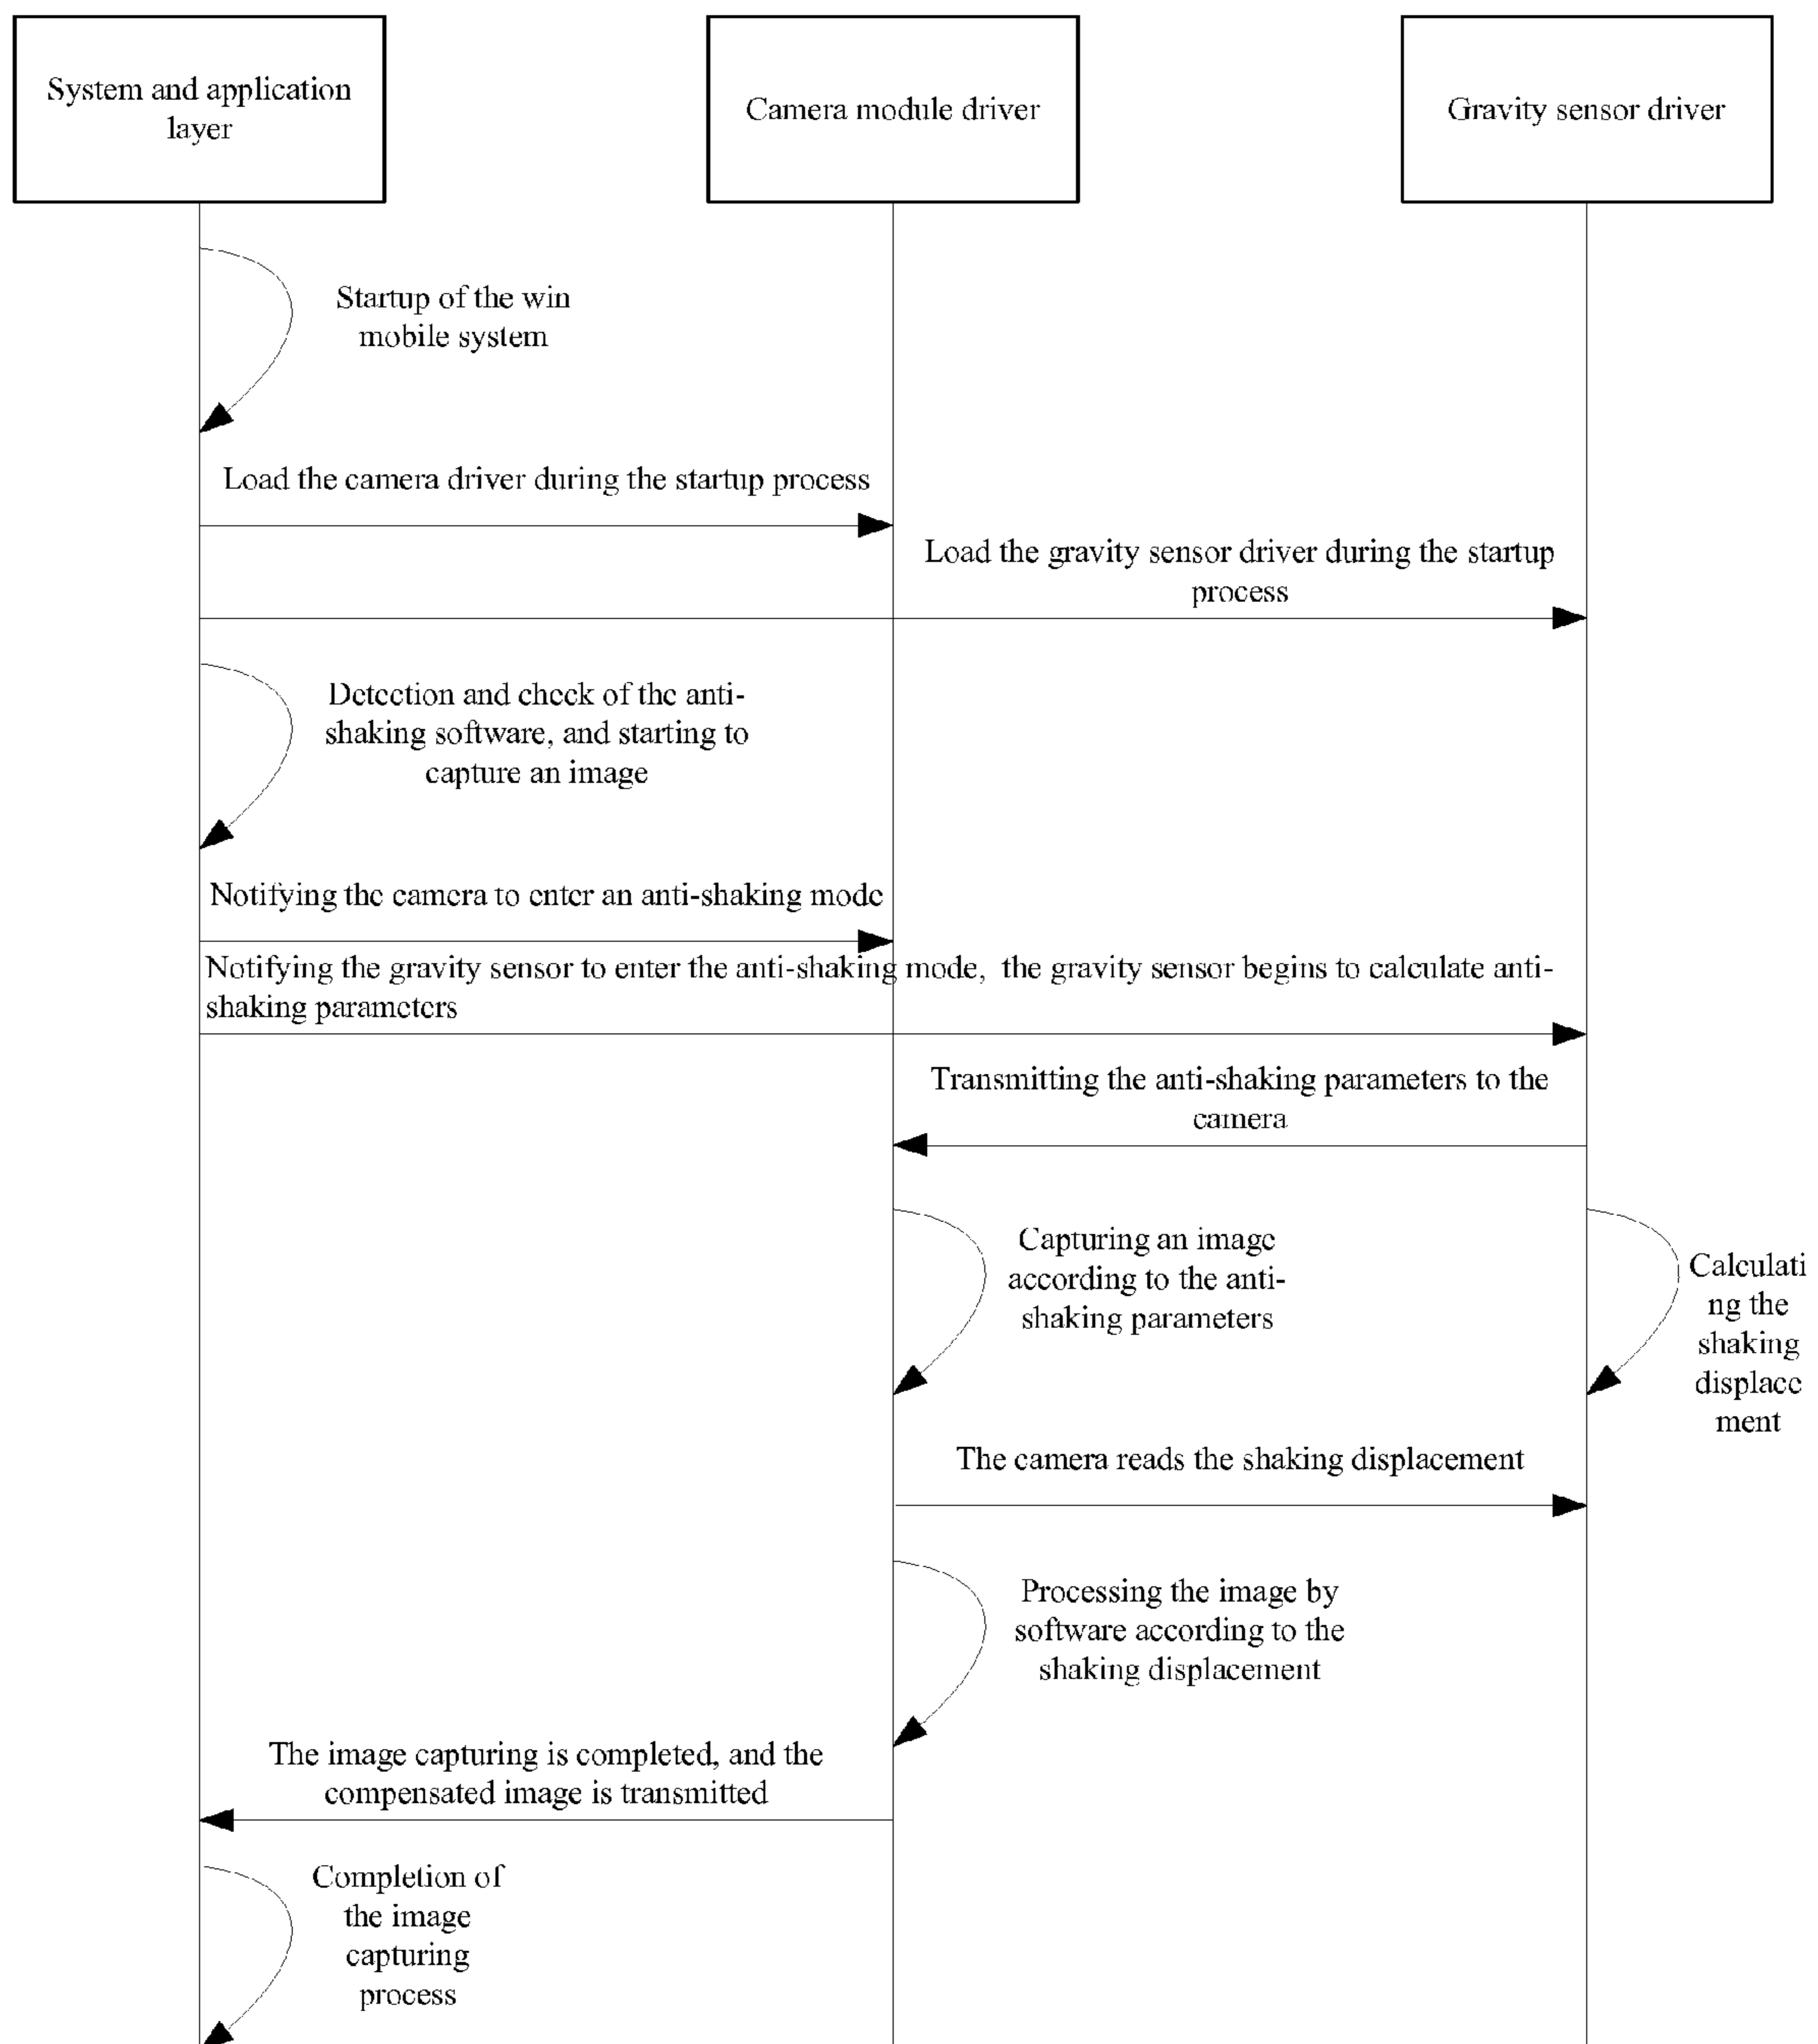 System and application
layer
Camera module driver
Gravity sensor driver
Startup of the win
mobile system
Load the camera driver during the startup process
Load the gravity sensor driver during the startup
process
Detection and check of the anti-
shaking software, and starting to
capture an image
Notifying the camera to enter an anti-shaking mode
Notifying the gravity sensor to enter the anti-shaking mode, the gravity sensor begins to calculate anti-
shaking parameters
Transmitting the anti-shaking parameters to the
camera
Capturing an image
according to the anti-
shaking parameters
Calculati
ng the
shaking
displace
ment
The camera reads the shaking displacement
Processing the image by
software according to the
shaking displacement
The image capturing is completed, and the
compensated image is transmitted
Completion of
the image
capturing
process